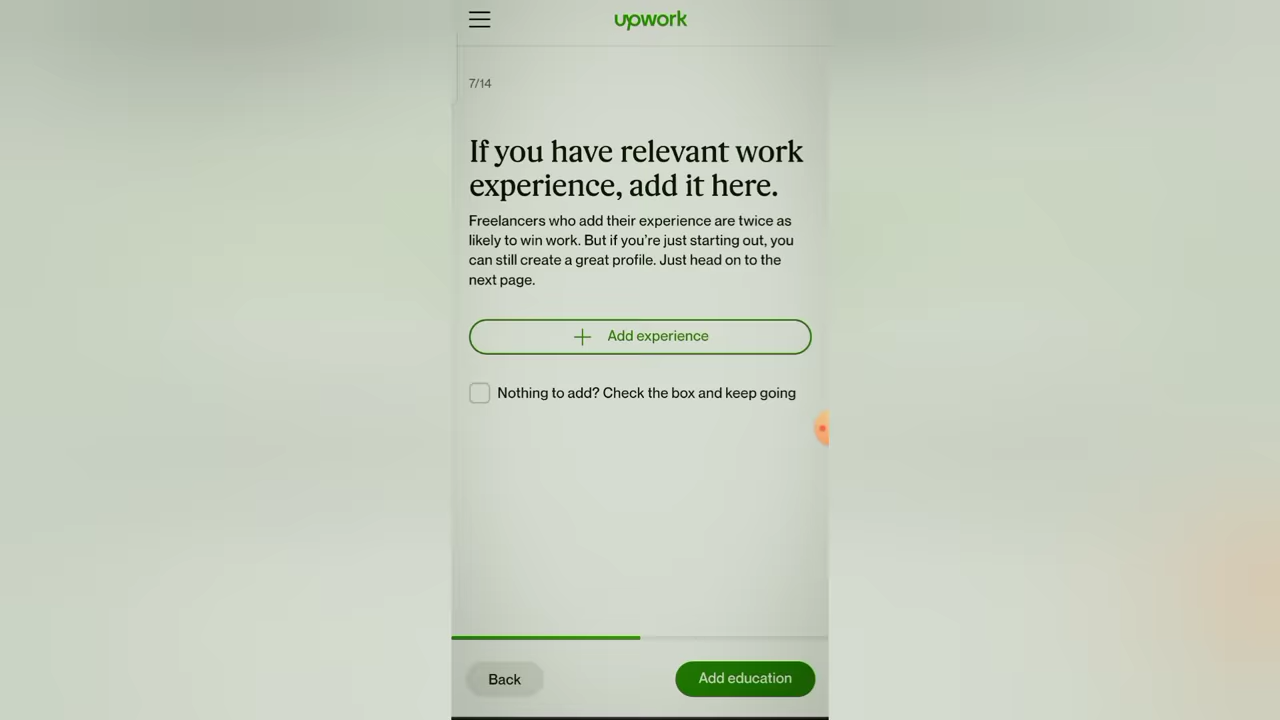 upwork
7/14
If you have relevant work
experience, add it here.
Freelancers who add their experience are twice as
likely to win work. But if you're just starting out, you
can still create a great profile. Just head on to the
next page.
Add experience
Nothing to add? Check the box and keep going
Back
Add education